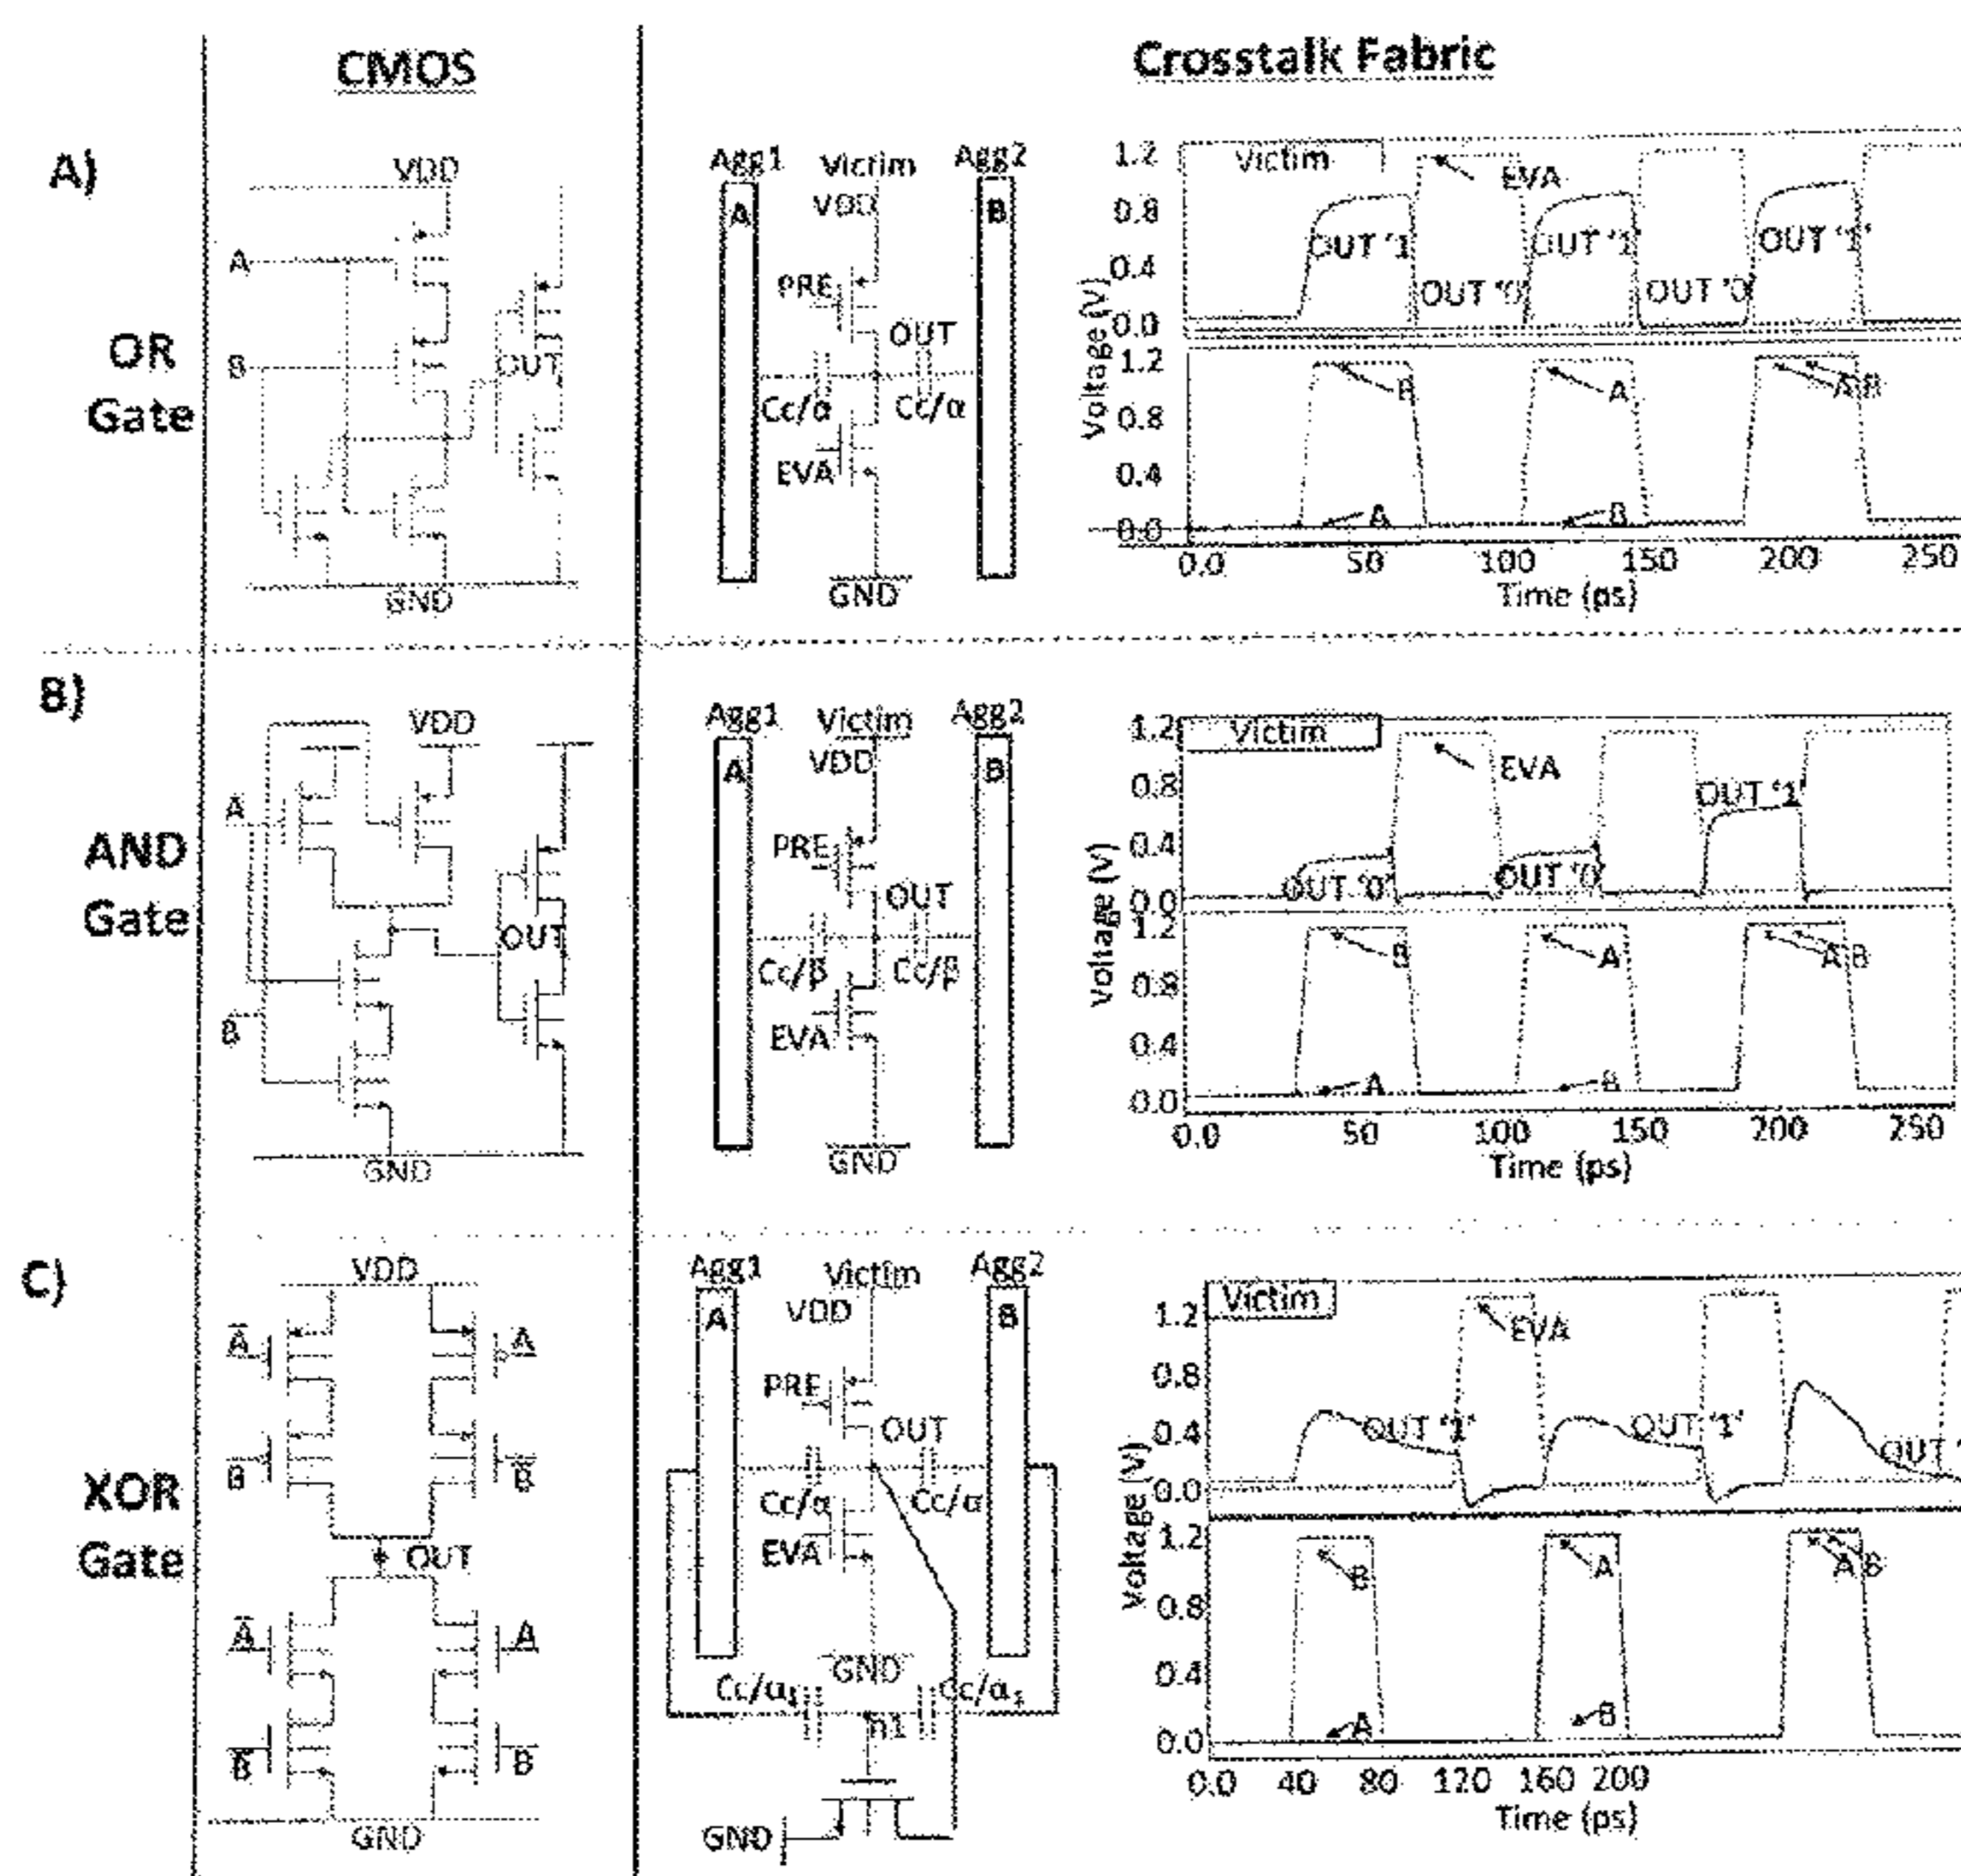 CMOS
Crosstalk Fabric
A)
OR
Gate
VDD
A
B
OUT
GND
Agg1 Victim Agg2
A VDD B
PRE
OUT
Cc/α Cc/α
EVA
GND
Victim
EVA
OUT '1'
OUT '0'
OUT '1'
OUT '0'
OUT '1'
1.2
0.8
0.4
0.0
Voltage (V)
1.2
0.8
0.4
0.0
B
A
A
B
A B
0.0 50 100 150 200 250
Time (ps)
B)
AND
Gate
VDD
A
B
OUT
GND
Agg1 Victim Agg2
A VDD B
PRE
OUT
Cc/β Cc/β
EVA
GND
Victim
EVA
OUT '0'
OUT '0'
OUT '1'
1.2
0.8
0.4
0.0
Voltage (V)
1.2
0.8
0.4
0.0
B
A
A
B
A B
0.0 50 100 150 200 250
Time (ps)
C)
XOR
Gate
VDD
B
OUT
A̅ A
B̅ B
GND
Agg1 Victim Agg2
A VDD B
PRE
OUT
Cc/α Cc/α
EVA
GND
Cc/α₁ Cc/α₁
n1
GND
Victim
EVA
OUT '1'
OUT '1'
OUT '
1.2
0.8
0.4
0.0
Voltage (V)
1.2
0.8
0.4
0.0
B
A
A
B
A B
0.0 40 80 120 160 200
Time (ps)